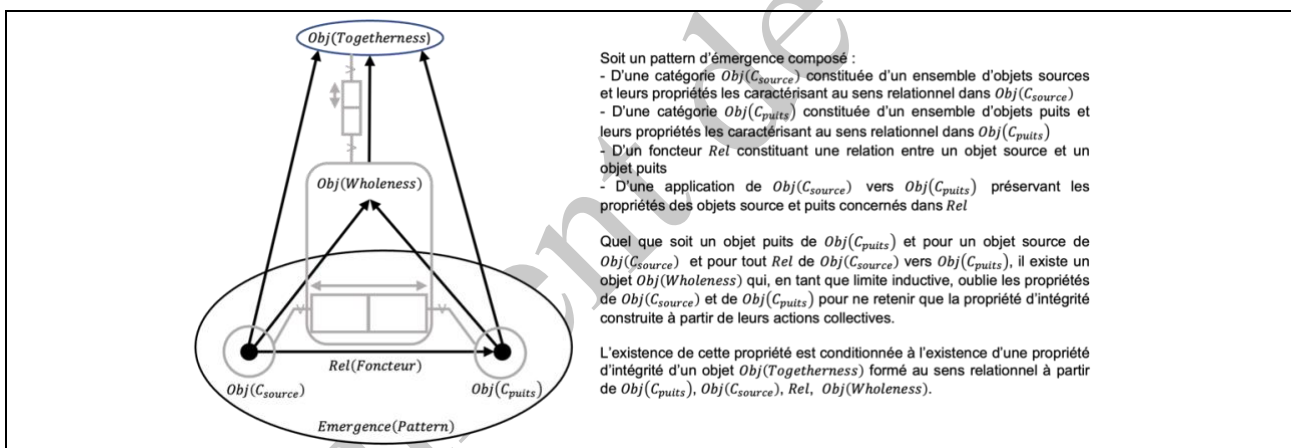 Obj(Togetherness)
Obj(Wholeness)
Rel(Foncteur)
Obj(C_source)
Obj(C_puits)
Emergence(Pattern)
Soit un pattern d'émergence composé :
- D'une catégorie Obj(C_source) constituée d'un ensemble d'objets sources
et leurs propriétés les caractérisant au sens relationnel dans Obj(C_source)
- D'une catégorie Obj(C_puits) constituée d'un ensemble d'objets puits et
leurs propriétés les caractérisant au sens relationnel dans Obj(C_puits)
- D'un foncteur Rel constituant une relation entre un objet source et un
objet puits
- D'une application de Obj(C_source) vers Obj(C_puits) préservant les
propriétés des objets source et puits concernés dans Rel
Quel que soit un objet puits de Obj(C_puits) et pour un objet source de
Obj(C_source) et pour tout Rel de Obj(C_source) vers Obj(C_puits), il existe un
objet Obj(Wholeness) qui, en tant que limite inductive, oublie les propriétés
de Obj(C_source) et de Obj(C_puits) pour ne retenir que la propriété d'intégrité
construite à partir de leurs actions collectives.
L'existence de cette propriété est conditionnée à l'existence d'une propriété
d'intégrité d'un objet Obj(Togetherness) formé au sens relationnel à partir
de Obj(C_puits), Obj(C_source), Rel, Obj(Wholeness).